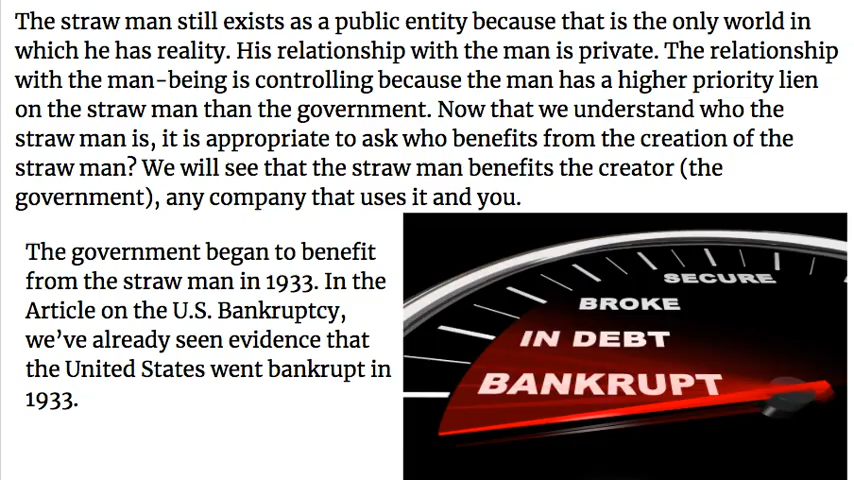 The straw man still exists as a public entity because that is the only world in
which he has reality. His relationship with the man is private. The relationship
with the man-being is controlling because the man has a higher priority lien
on the straw man than the government. Now that we understand who the
straw man is, it is appropriate to ask who benefits from the creation of the
straw man? We will see that the straw man benefits the creator (the
government), any company that uses it and you.
The government began to benefit
from the straw man in 1933. In the
Article on the U.S. Bankruptcy,
we've already seen evidence that
the United States went bankrupt in
1933.
SECURE
BROKE
IN DEBT
BANKRUPT